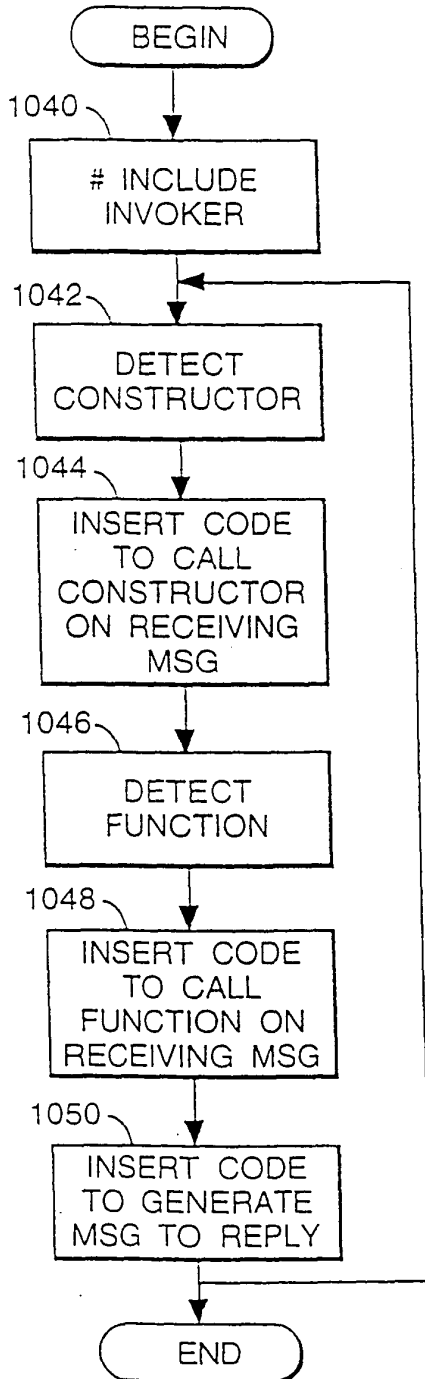 BEGIN
1040
# INCLUDE
INVOKER
1042
DETECT
CONSTRUCTOR
1044
INSERT CODE
TO CALL
CONSTRUCTOR
ON RECEIVING
MSG
1046
DETECT
FUNCTION
1048
INSERT CODE
TO CALL
FUNCTION ON
RECEIVING MSG
1050
INSERT CODE
TO GENERATE
MSG TO REPLY
END